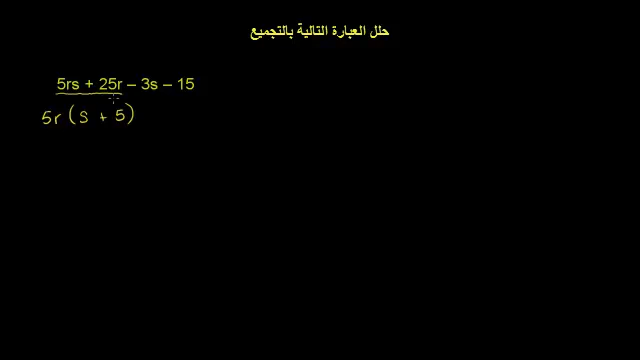 حلل العبارة التالية بالتجميع
5rs + 25r – 3s – 15
5r (s + 5)